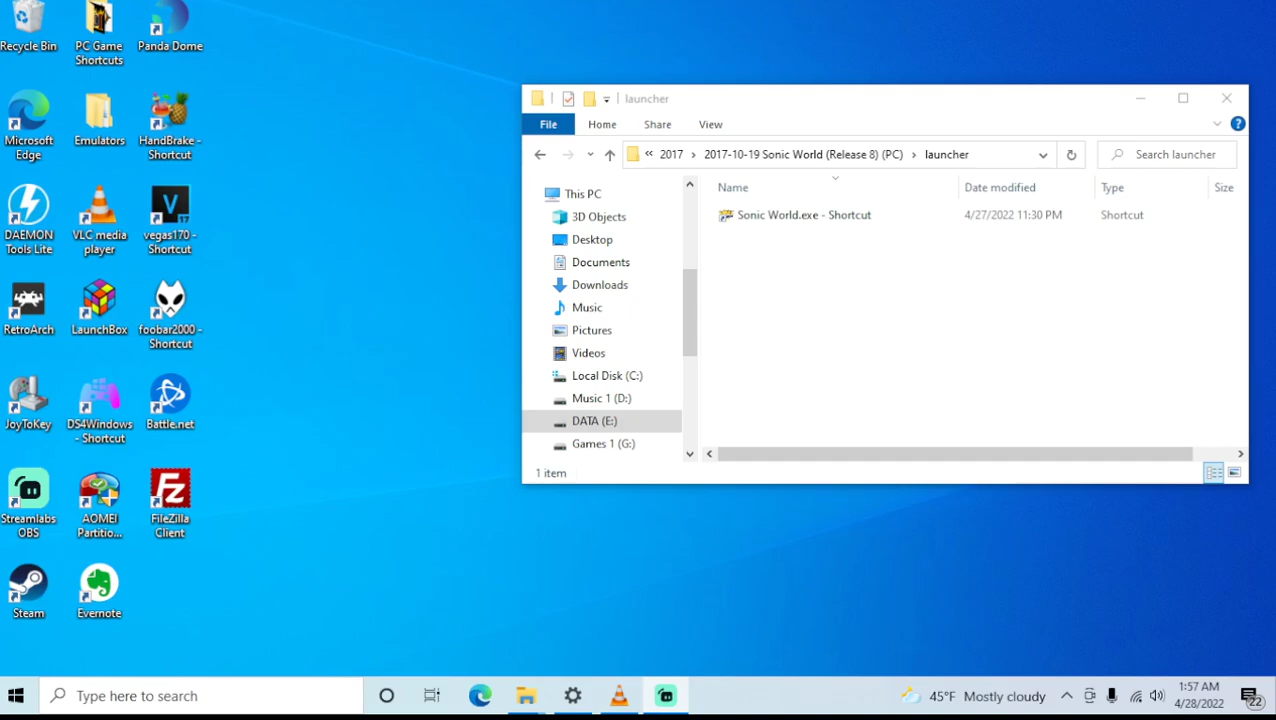 Recycle Bin
PC Game
Shortcuts
Panda Dome
Microsoft
Edge
Emulators
HandBrake -
Shortcut
DAEMON
Tools Lite
VLC media
player
vegas170 -
Shortcut
RetroArch
LaunchBox
foobar2000 -
Shortcut
JoyToKey
DS4Windows
- Shortcut
Battle.net
Streamlabs
OBS
AOMEI
Partitio...
FileZilla
Client
Steam
Evernote
launcher
File Home Share View
« 2017 › 2017-10-19 Sonic World (Release 8) (PC) › launcher
Search launcher
Name Date modified Type Size
Sonic World.exe - Shortcut 4/27/2022 11:30 PM Shortcut
This PC
3D Objects
Desktop
Documents
Downloads
Music
Pictures
Videos
Local Disk (C:)
Music 1 (D:)
DATA (E:)
Games 1 (G:)
1 item
Type here to search
45°F Mostly cloudy
1:57 AM
4/28/2022
22